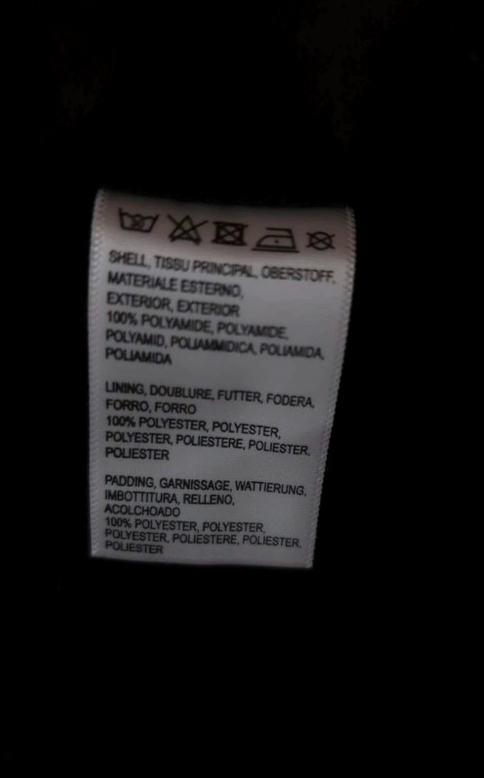 SHELL, TISSU PRINCIPAL, OBERSTOFF,
MATERIALE ESTERNO,
EXTERIOR, EXTERIOR
100% POLYAMIDE, POLYAMIDE,
POLYAMID, POLIAMMIDICA, POLIAMIDA,
POLIAMIDA
LINING, DOUBLURE, FUTTER, FODERA,
FORRO, FORRO
100% POLYESTER, POLYESTER,
POLYESTER, POLIESTERE, POLIESTER,
POLIESTER
PADDING, GARNISSAGE, WATTIERUNG,
IMBOTTITURA, RELLENO,
ACOLCHOADO
100% POLYESTER, POLYESTER,
POLYESTER, POLIESTERE, POLIESTER,
POLIESTER